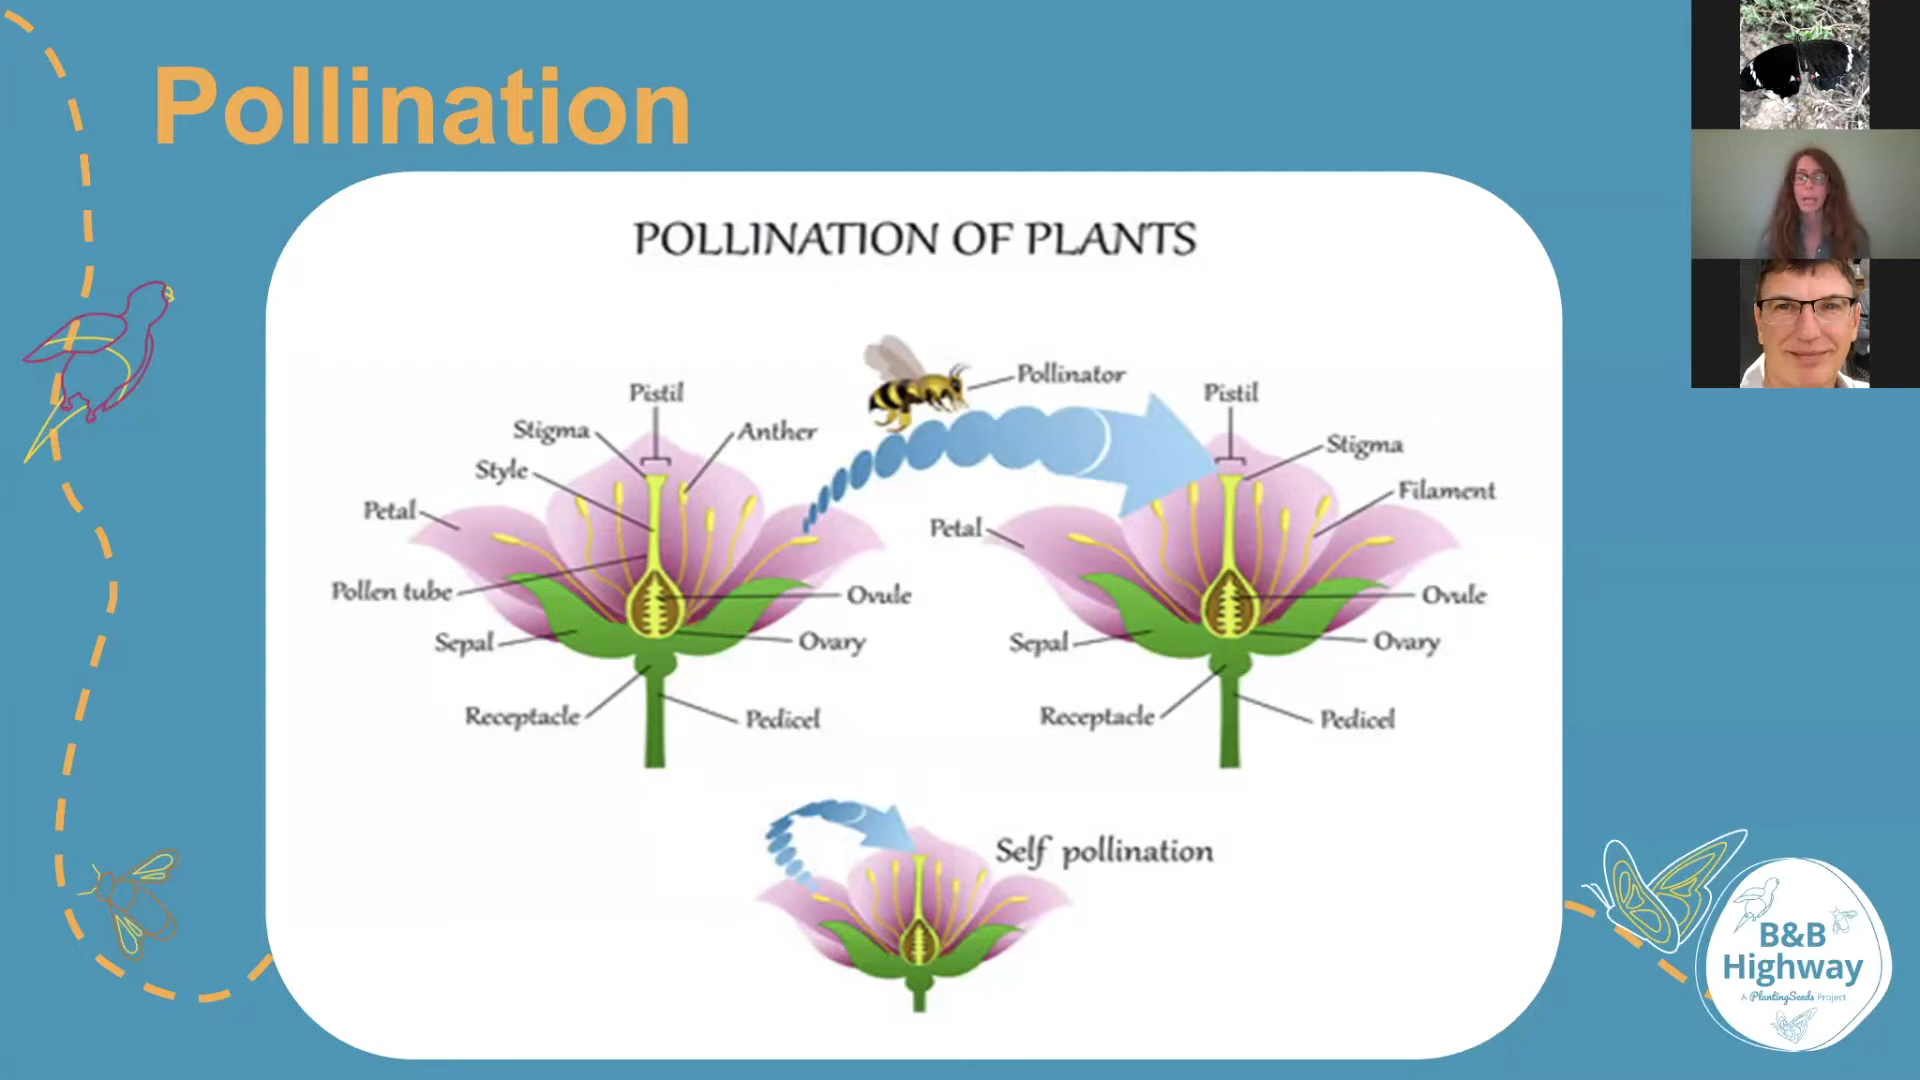 Pollination
POLLINATION OF PLANTS
Pollinator
Pistil
Stigma
Anther
Style
Petal
Pollen tube
Ovule
Sepal
Ovary
Receptacle
Pedicel
Pistil
Stigma
Filament
Petal
Ovule
Sepal
Ovary
Receptacle
Pedicel
Self pollination
B&B
Highway
A PlantingSeeds Project